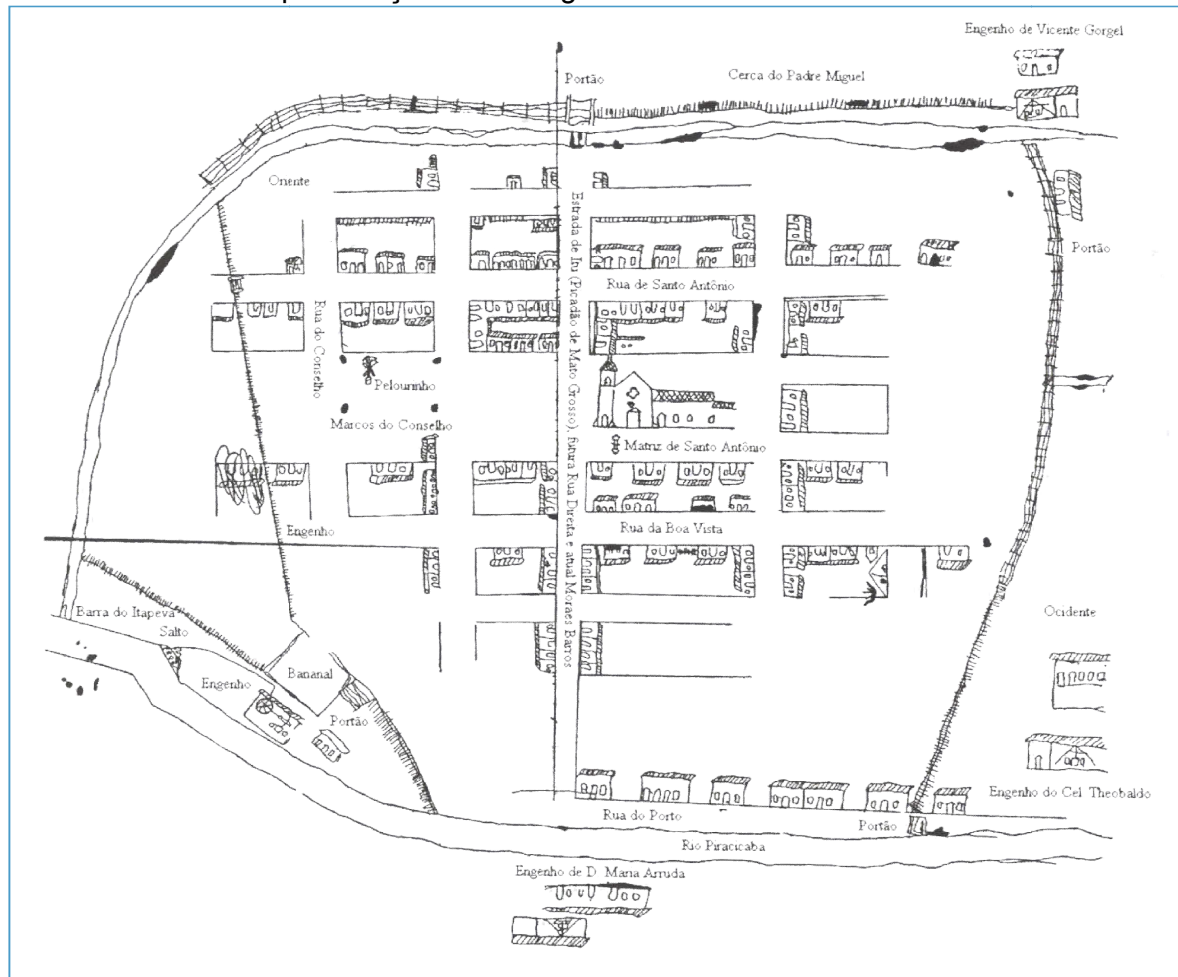 Engenho de Vicente Gorgel
Portão
Cerca do Padre Miguel
Oriente
Portão
Estrada de Itu (Picadão de Mato Grosso), futura Rua Direita e atual Moraes Barros
Rua de Santo Antônio
Rua do Conselho
Pelourinho
Marcos do Conselho
Matriz de Santo Antônio
Engenho
Rua da Boa Vista
Barra do Itapeva
Salto
Ocidente
Bananal
Engenho
Portão
Engenho do Cel Theobaldo
Rua do Porto
Portão
Rio Piracicaba
Engenho de D Maria Arruda